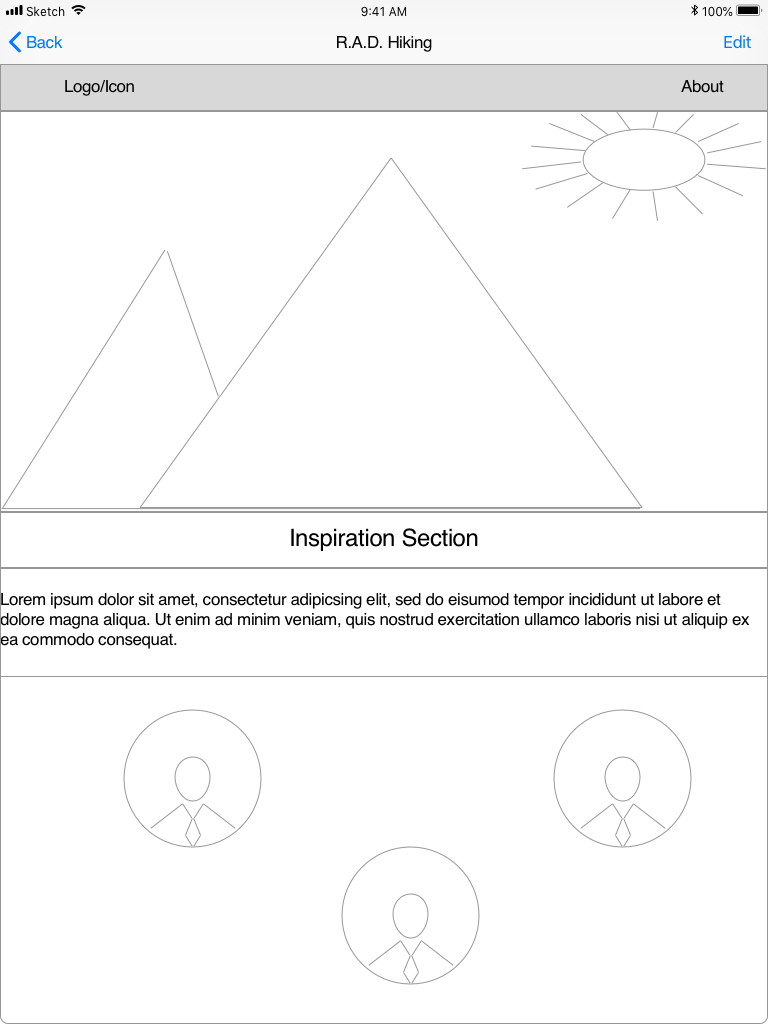 Sketch 9:41 AM 100%
Back R.A.D. Hiking Edit
Logo/Icon About
Inspiration Section
Lorem ipsum dolor sit amet, consectetur adipicsing elit, sed do eisumod tempor incididunt ut labore et
dolore magna aliqua. Ut enim ad minim veniam, quis nostrud exercitation ullamco laboris nisi ut aliquip ex
ea commodo consequat.